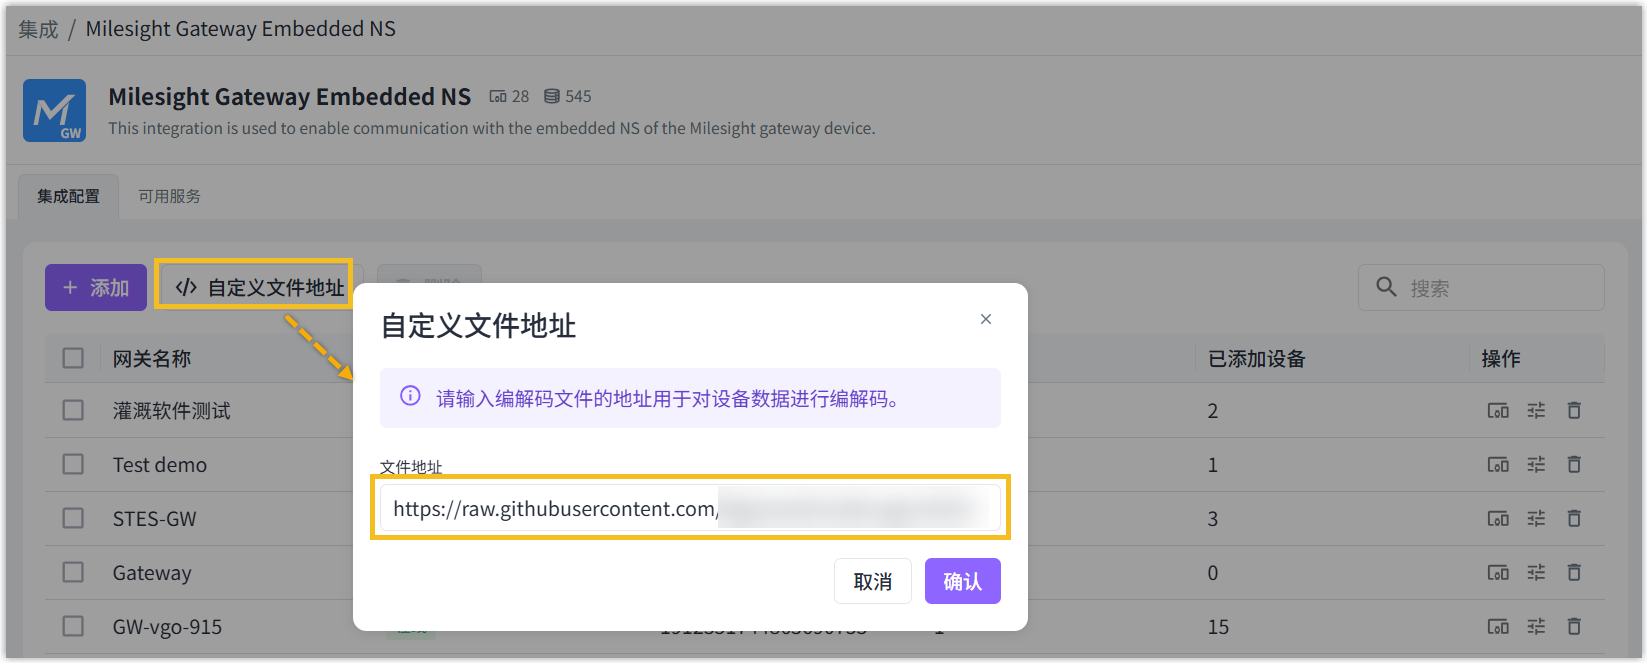 集成 / Milesight Gateway Embedded NS
GW
Milesight Gateway Embedded NS 28 545
This integration is used to enable communication with the embedded NS of the Milesight gateway device.
集成配置 可用服务
+ 添加 </> 自定义文件地址 搜索
自定义文件地址 ×
请输入编解码文件的地址用于对设备数据进行编解码。
文件地址
https://raw.githubusercontent.com/
取消 确认
网关名称 已添加设备 操作
灌溉软件测试 2
Test demo 1
STES-GW 3
Gateway 0
GW-vgo-915 15